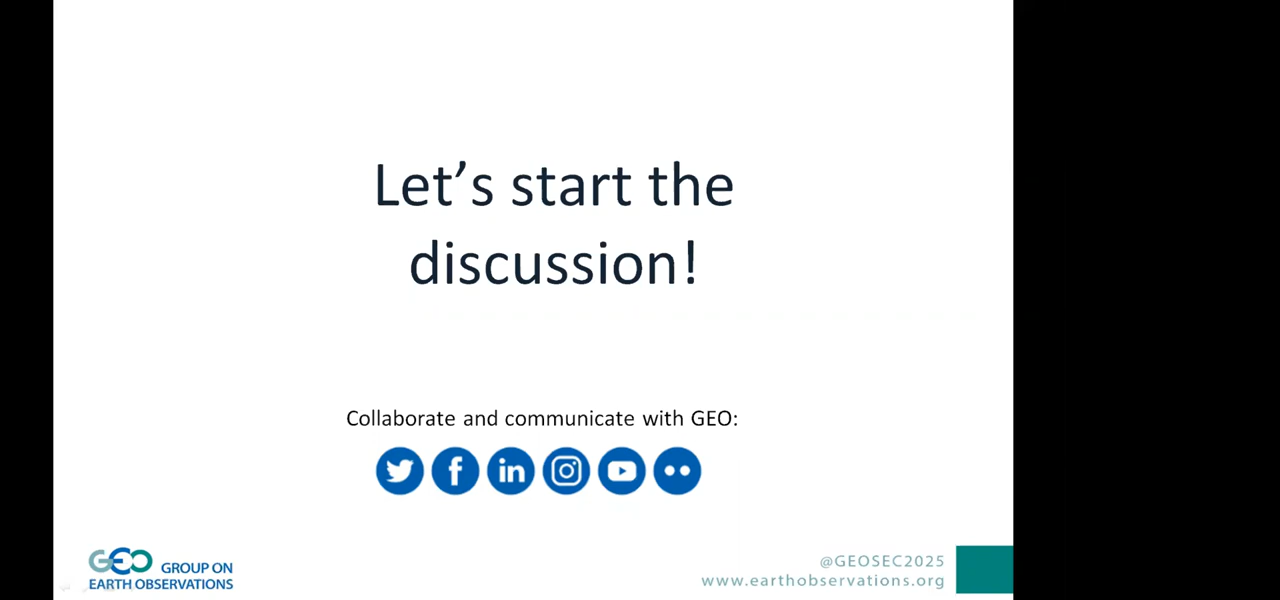 Let’s start the
discussion!
Collaborate and communicate with GEO:
GEO GROUP ON
EARTH OBSERVATIONS
@GEOSEC2025
www.earthobservations.org